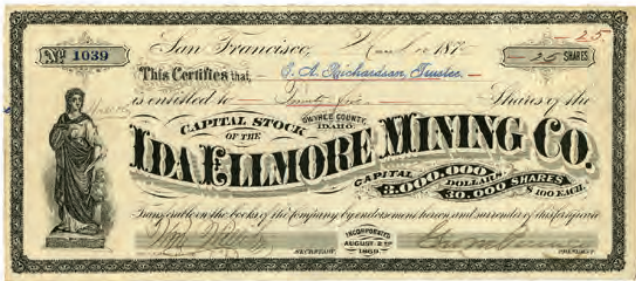 25
No 1039
San Francisco, 187
25 SHARES
This Certifies that C. A. Richardson, Trustee.
is entitled to Twenty five Shares of the
CAPITAL STOCK
OF THE
OWYHEE COUNTY,
IDAHO.
IDA ELLMORE MINING CO.
CAPITAL
3.000.000
DOLLARS
30.000 SHARES
$100 EACH.
Transferable on the books of the Company by endorsement hereon and surrender of this Certificate
INCORPORATED
AUGUST 2
SECRETARY.
PRESIDENT.